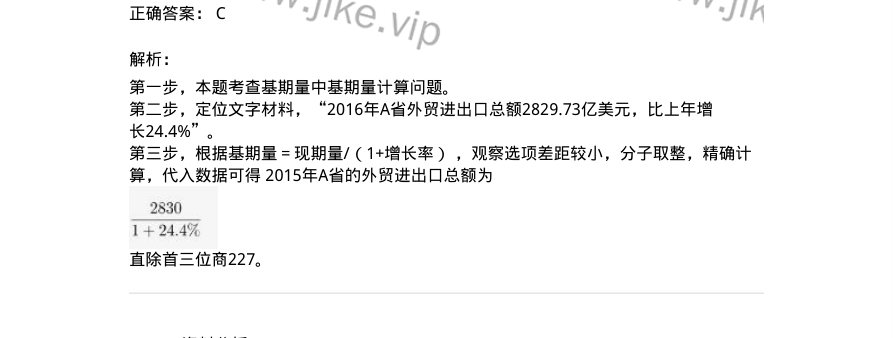 正确答案： C
解析：
第一步，本题考查基期量中基期量计算问题。
第二步，定位文字材料，“2016年A省外贸进出口总额2829.73亿美元，比上年增
长24.4%”。
第三步，根据基期量 = 现期量/（1+增长率），观察选项差距较小，分子取整，精确计
算，代入数据可得 2015年A省的外贸进出口总额为
2830
1 + 24.4%
直除首三位商227。